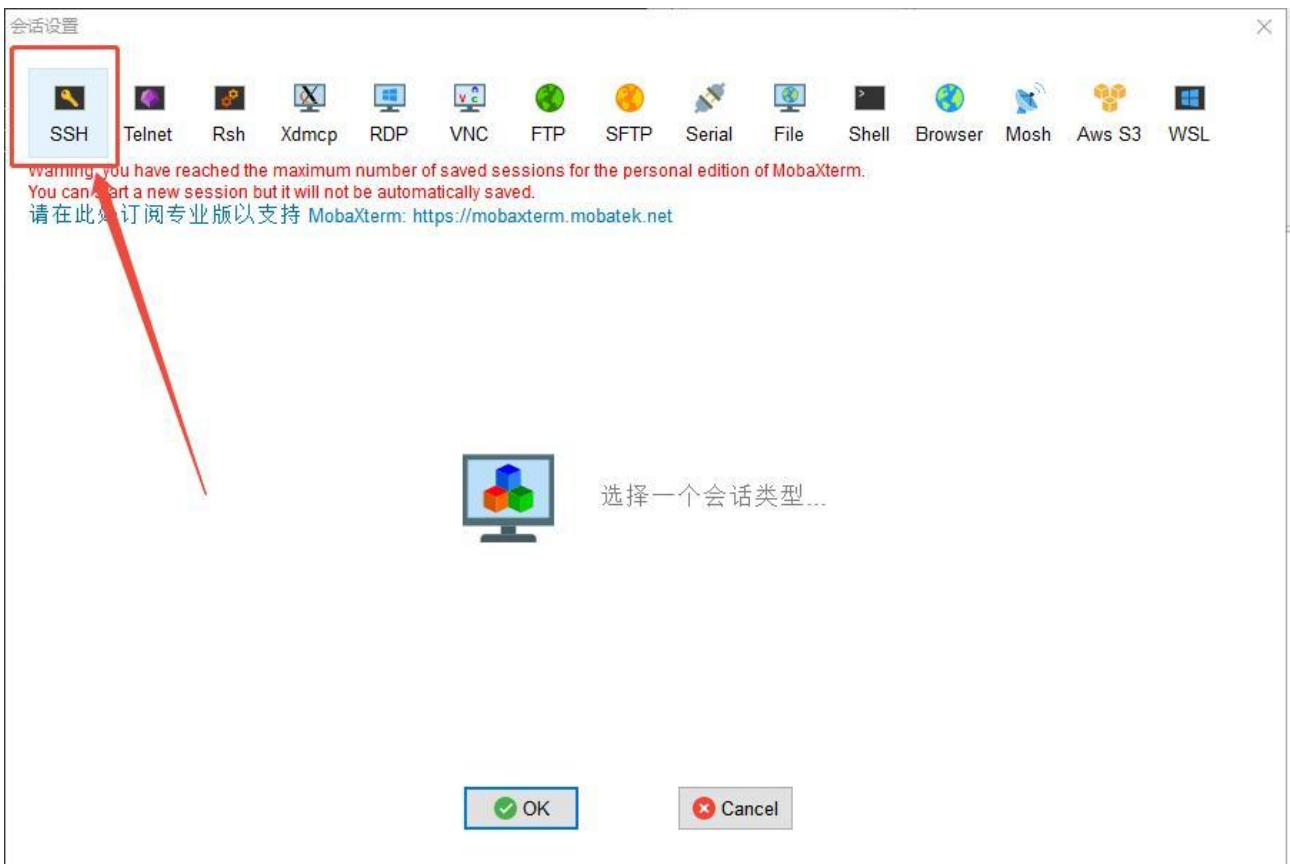 会话设置
SSH Telnet Rsh Xdmcp RDP VNC FTP SFTP Serial File Shell Browser Mosh Aws S3 WSL
Warning: you have reached the maximum number of saved sessions for the personal edition of MobaXterm.
You can start a new session but it will not be automatically saved.
请在此处订阅专业版以支持 MobaXterm: https://mobaxterm.mobatek.net
选择一个会话类型...
OK Cancel